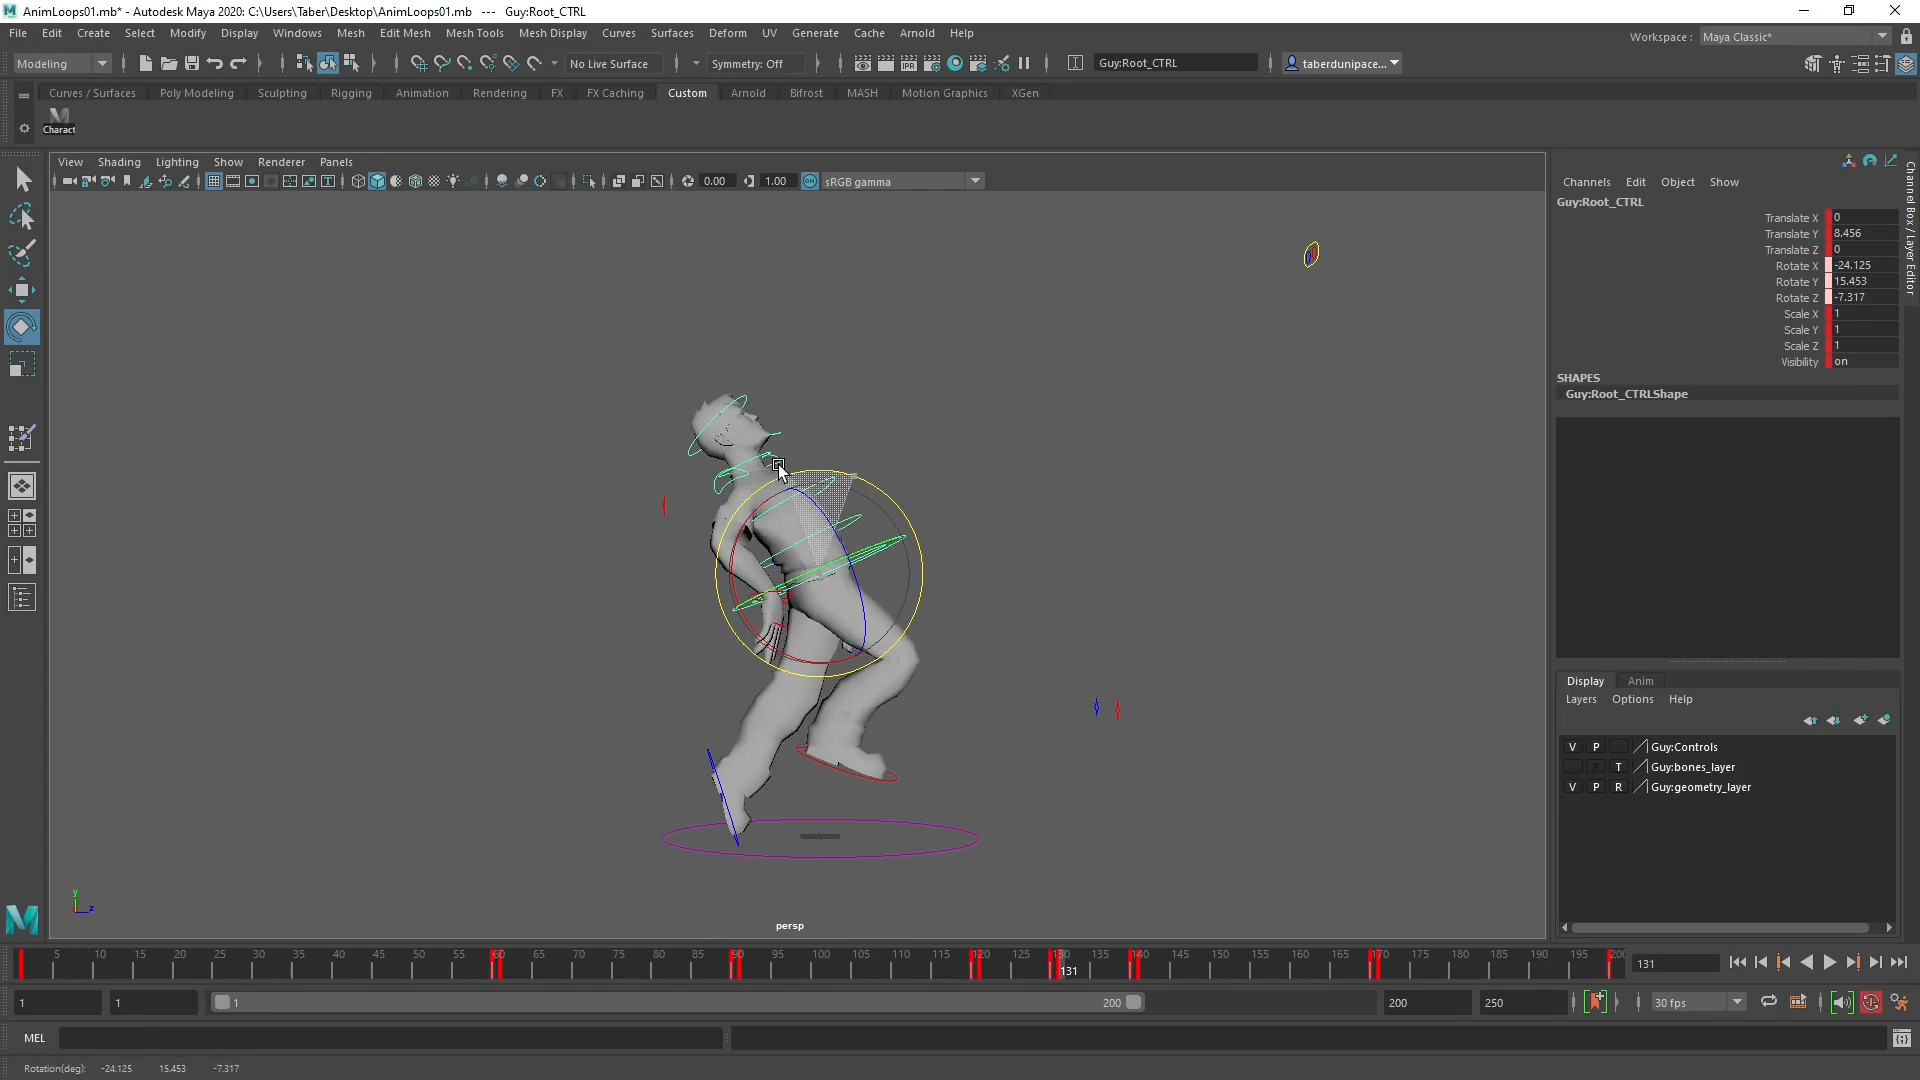 AnimLoops01.mb* - Autodesk Maya 2020: C:\Users\Taber\Desktop\AnimLoops01.mb --- Guy:Root_CTRL
File Edit Create Select Modify Display Windows Mesh Edit Mesh Mesh Tools Mesh Display Curves Surfaces Deform UV Generate Cache Arnold Help
Workspace : Maya Classic*
Modeling No Live Surface Symmetry: Off IPR Guy:Root_CTRL taberdunipace...
Curves / Surfaces Poly Modeling Sculpting Rigging Animation Rendering FX FX Caching Custom Arnold Bifrost MASH Motion Graphics XGen
Charact
View Shading Lighting Show Renderer Panels
0.00 1.00 ON sRGB gamma
Channels Edit Object Show
Guy:Root_CTRL
Translate X 0
Translate Y 8.456
Translate Z 0
Rotate X -24.125
Rotate Y 15.453
Rotate Z -7.317
Scale X 1
Scale Y 1
Scale Z 1
Visibility on
SHAPES
Guy:Root_CTRLShape
Channel Box / Layer Editor
Display Anim
Layers Options Help
V P Guy:Controls
P T Guy:bones_layer
V P R Guy:geometry_layer
y
z
persp
5 10 15 20 25 30 35 40 45 50 55 60 65 70 75 80 85 90 95 100 105 110 115 120 125 130 135 140 145 150 155 160 165 170 175 180 185 190 195 200
131
131
1 1 1 200 200 250 30 fps
MEL
Rotation(deg): -24.125 15.453 -7.317